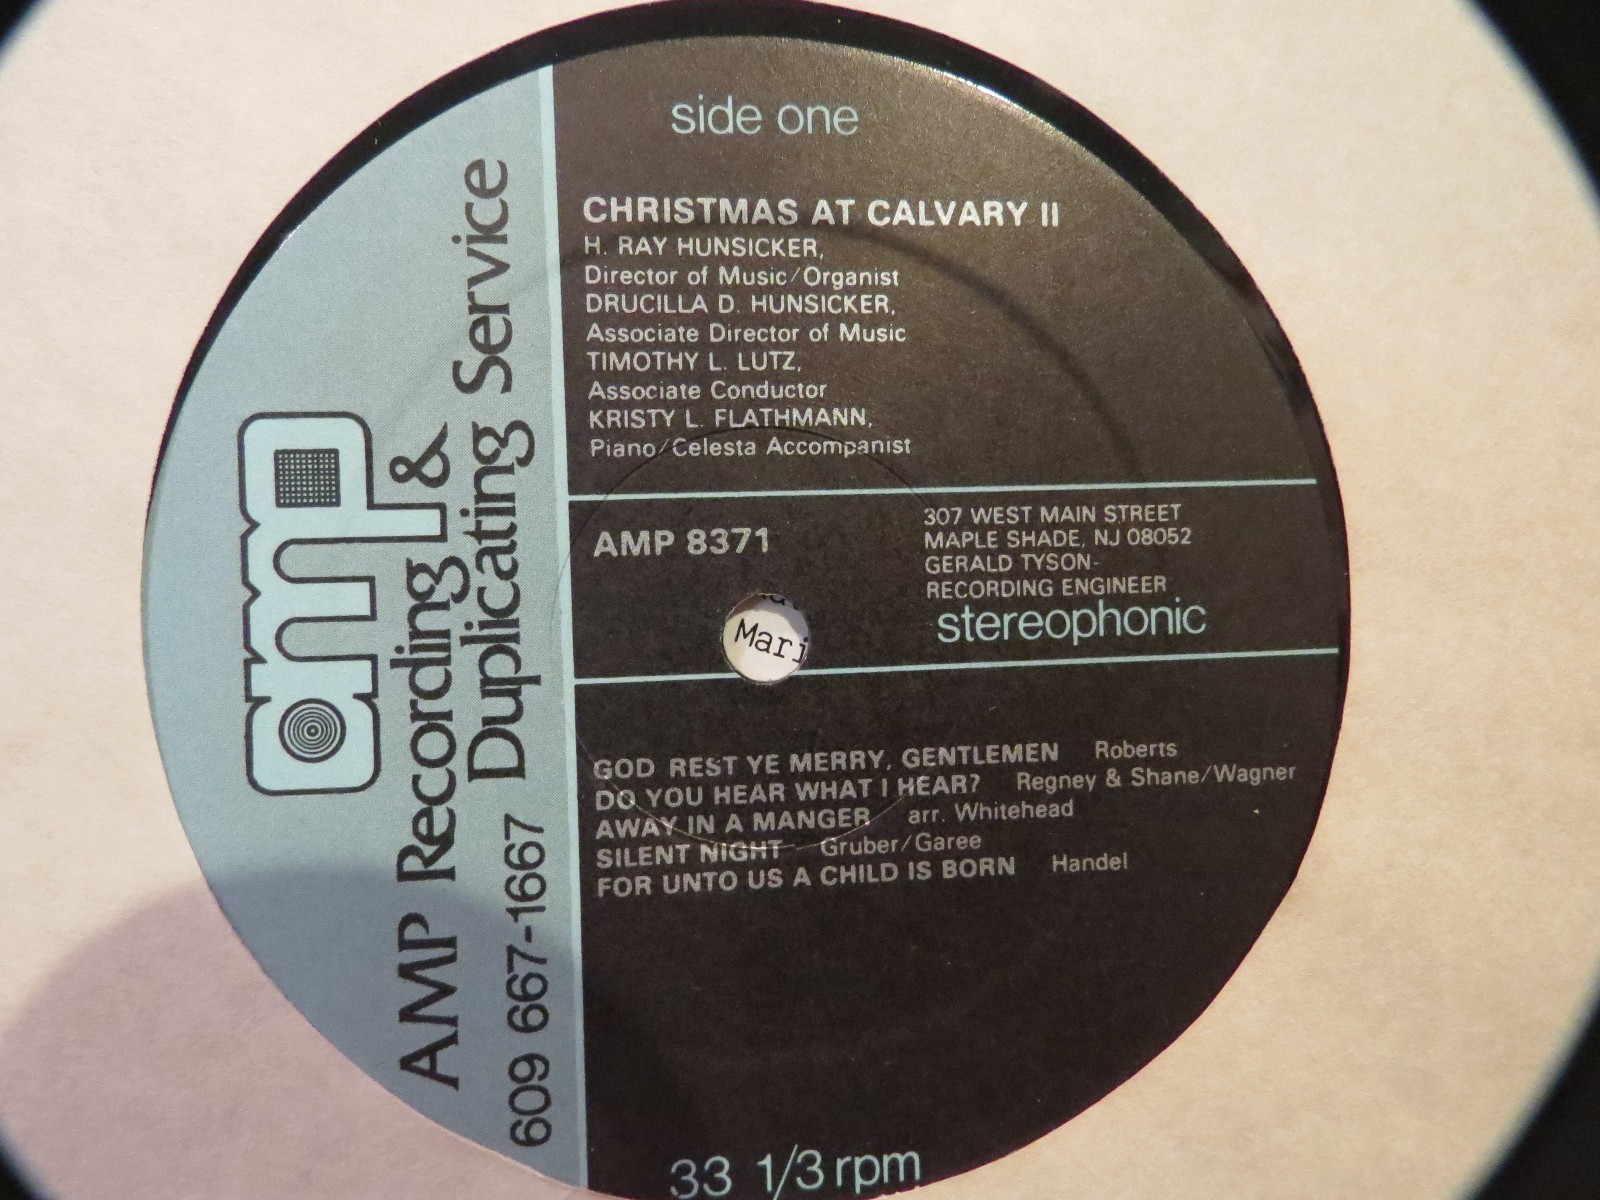 side one
CHRISTMAS AT CALVARY II
H. RAY HUNSICKER,
Director of Music/Organist
DRUCILLA D. HUNSICKER,
Associate Director of Music
TIMOTHY L. LUTZ,
Associate Conductor
KRISTY L. FLATHMANN,
Piano/Celesta Accompanist
AMP 8371
307 WEST MAIN STREET
MAPLE SHADE, NJ 08052
GERALD TYSON-
RECORDING ENGINEER
stereophonic
Mari
GOD REST YE MERRY, GENTLEMEN Roberts
DO YOU HEAR WHAT I HEAR? Regney & Shane/Wagner
AWAY IN A MANGER arr. Whitehead
SILENT NIGHT Gruber/Garee
FOR UNTO US A CHILD IS BORN Handel
33 1/3 rpm
amp
AMP Recording &
Duplicating Service
609 667-1667